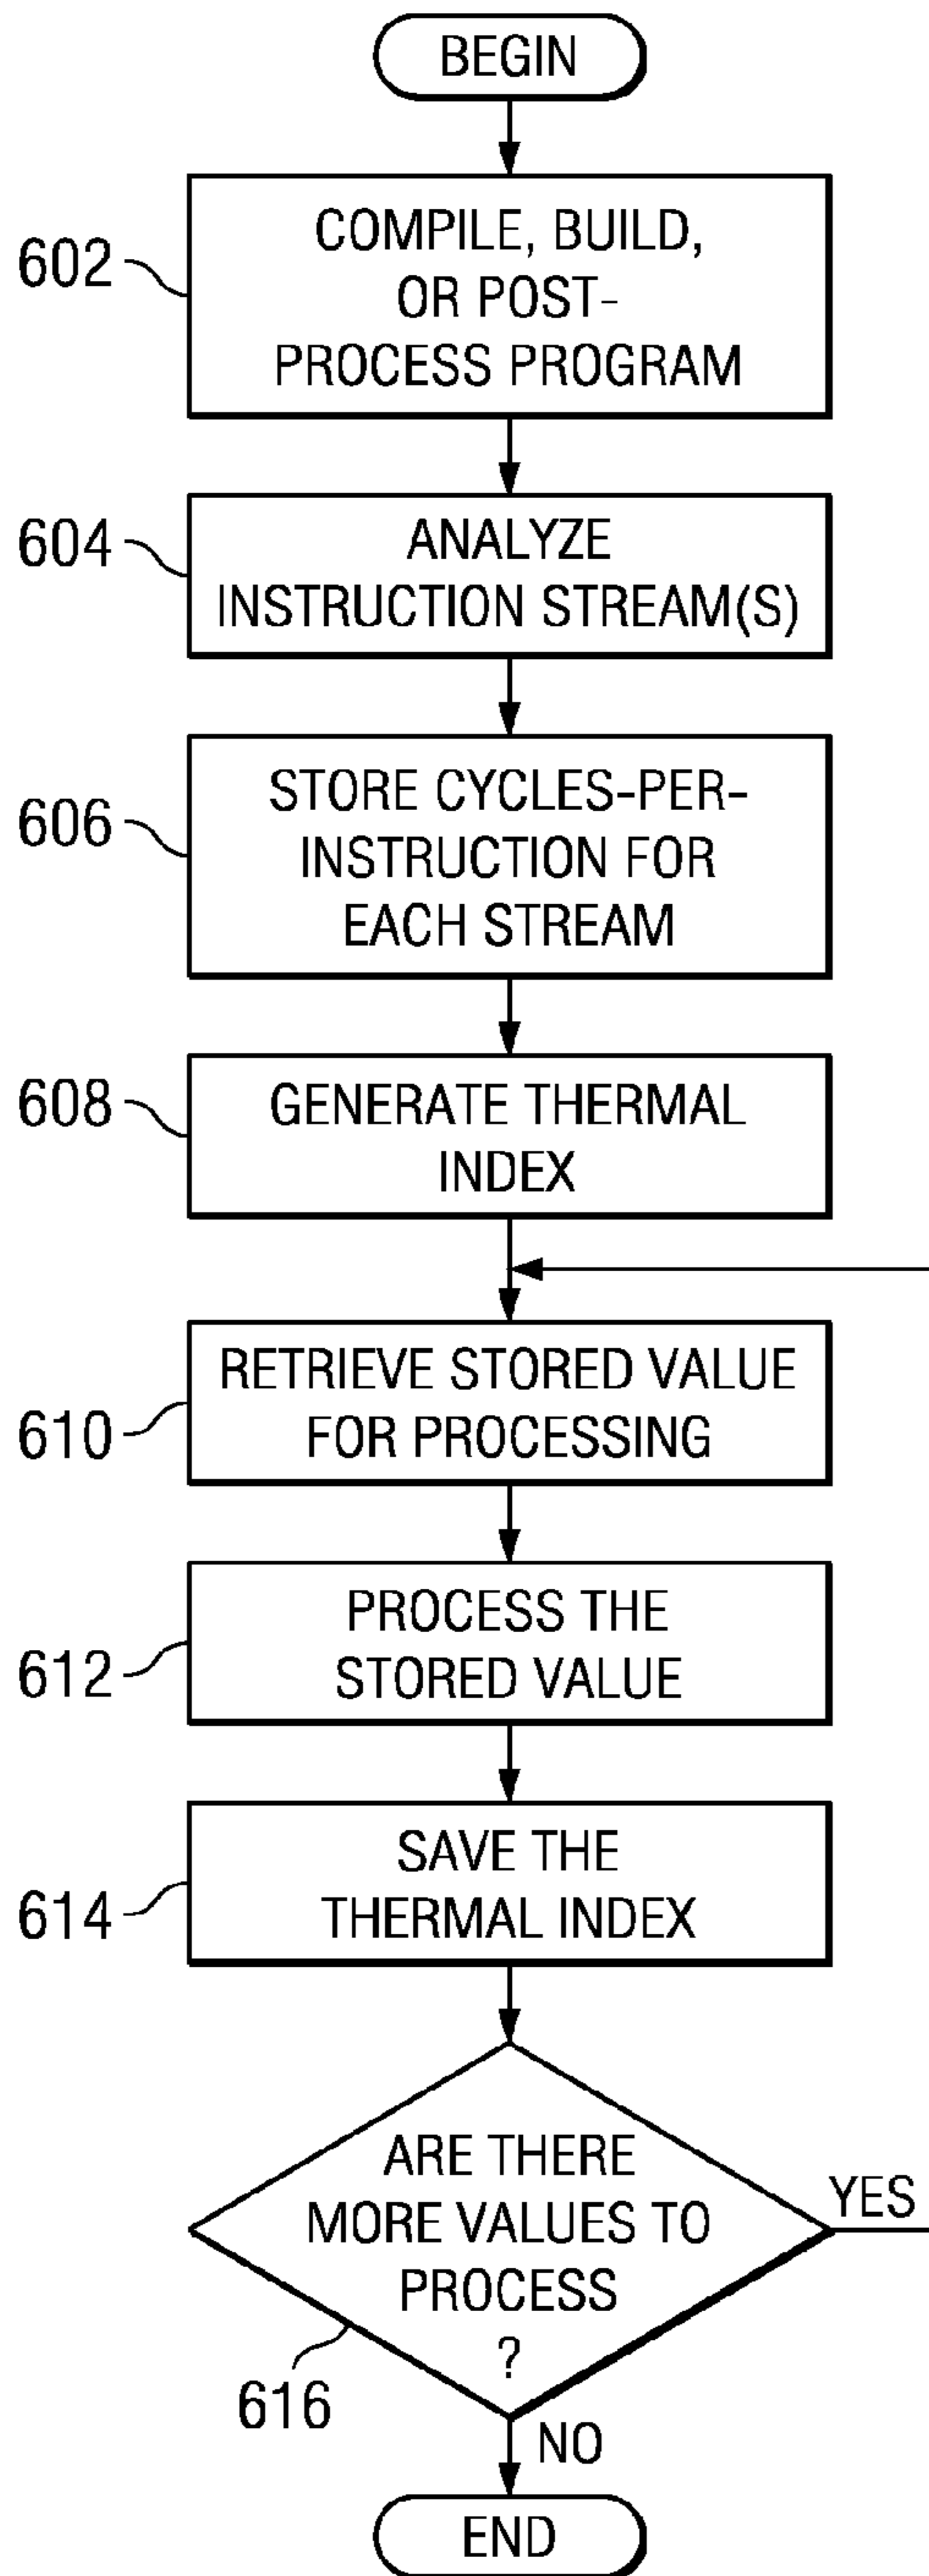 BEGIN
602
COMPILE, BUILD,
OR POST-
PROCESS PROGRAM
604
ANALYZE
INSTRUCTION STREAM(S)
606
STORE CYCLES-PER-
INSTRUCTION FOR
EACH STREAM
608
GENERATE THERMAL
INDEX
610
RETRIEVE STORED VALUE
FOR PROCESSING
612
PROCESS THE
STORED VALUE
614
SAVE THE
THERMAL INDEX
616
ARE THERE
MORE VALUES TO
PROCESS
?
YES
NO
END